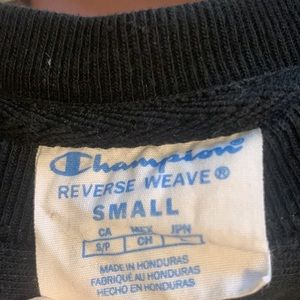 Champion
REVERSE WEAVE®
SMALL
CA MEX JPN
S/P CH
MADE IN HONDURAS
FABRIQUÉ AU HONDURAS
HECHO EN HONDURAS